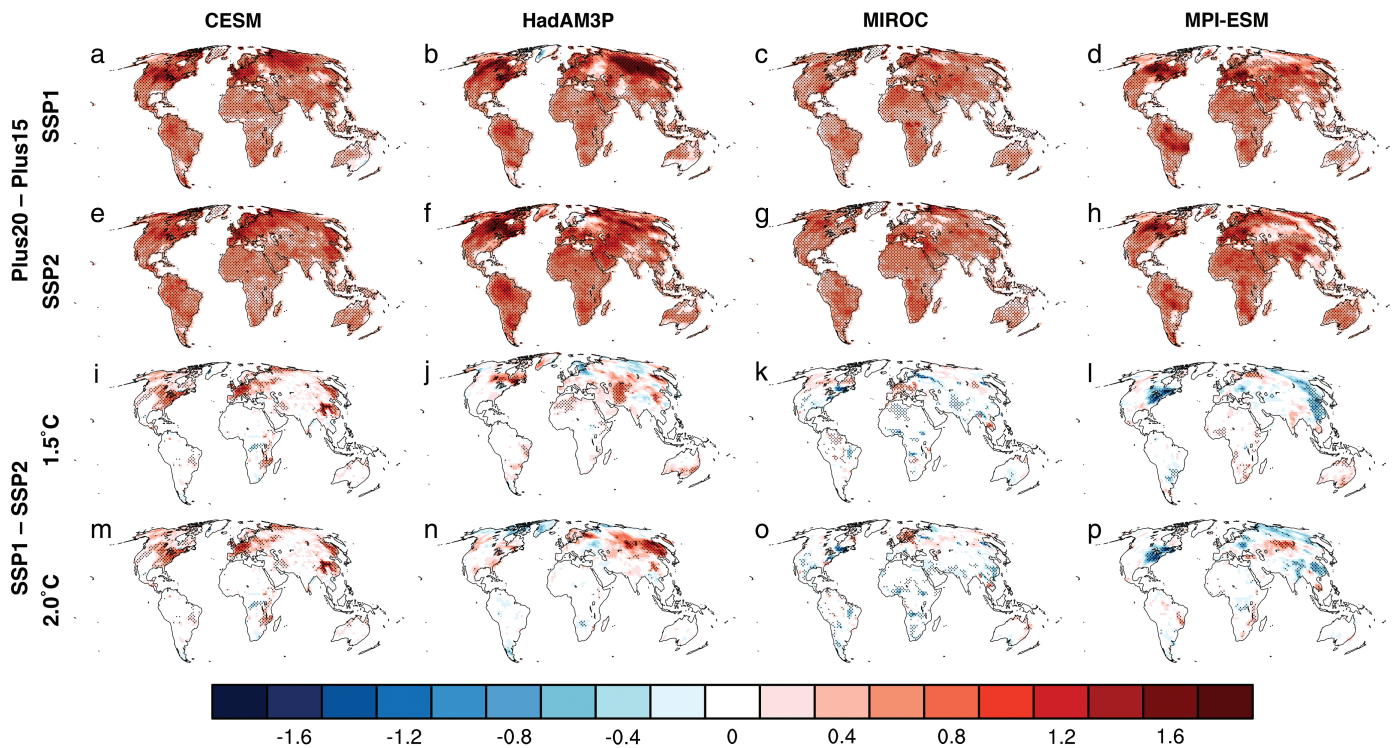 CESM HadAM3P MIROC MPI-ESM
a b c d
Plus20 – Plus15
SSP1
e f g h
SSP2
i j k l
SSP1 – SSP2
1.5˚C
m n o p
2.0˚C
-1.6 -1.2 -0.8 -0.4 0 0.4 0.8 1.2 1.6